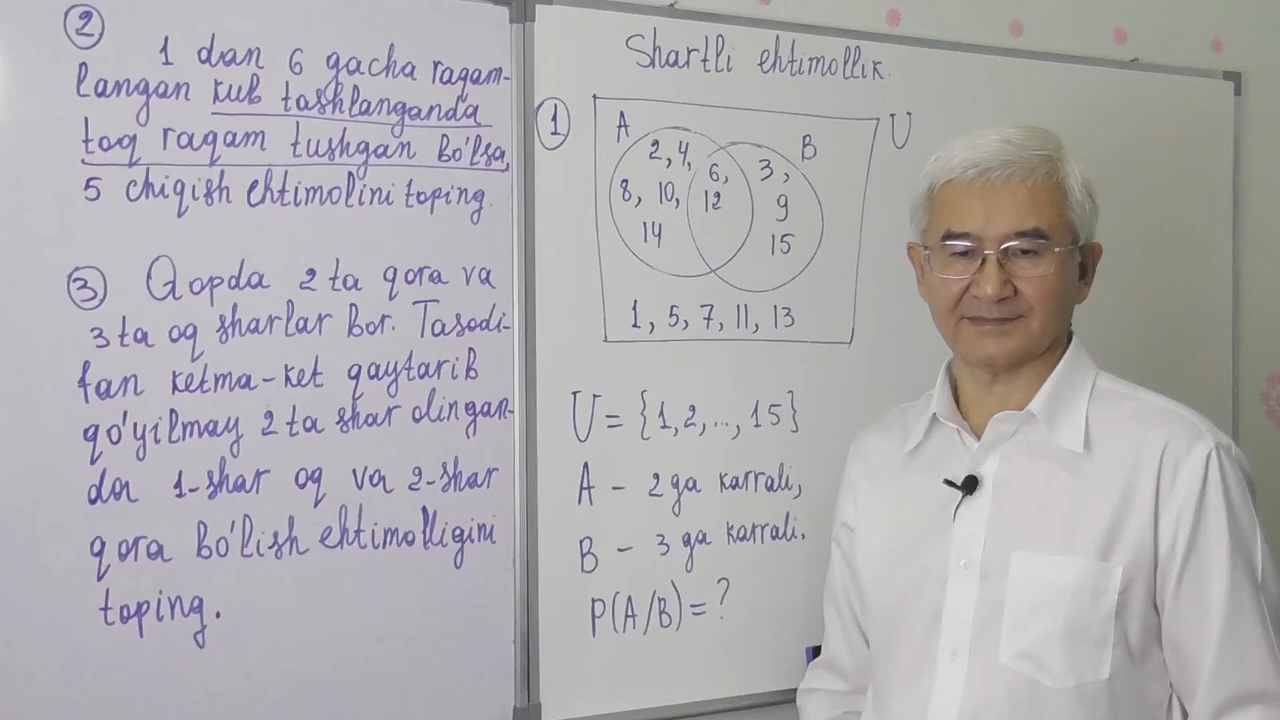 ②
1 dan 6 gacha raqam-
langan kub tashlanganda
toq raqam tushgan bo'lsa,
5 chiqish ehtimolini toping.
③ Qopda 2 ta qora va
3 ta oq sharlar bor. Tasodi-
fan ketma-ket qaytarib
qo'yilmay 2 ta shar olingan-
da 1-shar oq va 2-shar
qora bo'lish ehtimolligini
toping.
Shartli ehtimollik.
①
A
B
U
2, 4,
8, 10,
14
6,
12
3,
9
15
1, 5, 7, 11, 13
U = {1, 2, ..., 15}
A - 2 ga karrali,
B - 3 ga karrali.
P(A/B) = ?